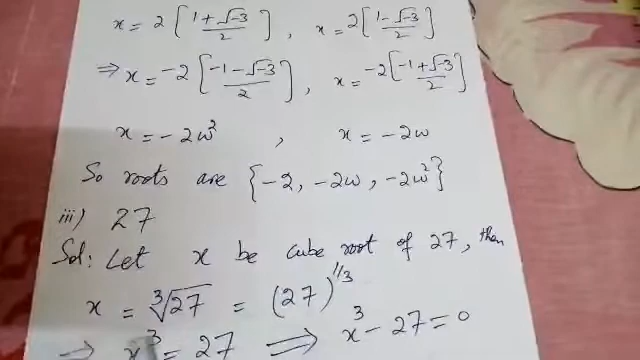 x = 2 [ (1+√-3)/2 ] , x = 2 [ (1-√-3)/2 ]
⇒ x = -2 [ (-1-√-3)/2 ] , x = -2 [ (-1+√-3)/2 ]
x = -2ω² , x = -2ω
So roots are {-2, -2ω, -2ω²}
iii) 27
Sol: Let x be cube root of 27, then
x = ∛27 = (27)^1/3
⇒ x³ = 27 ⇒ x³ - 27 = 0